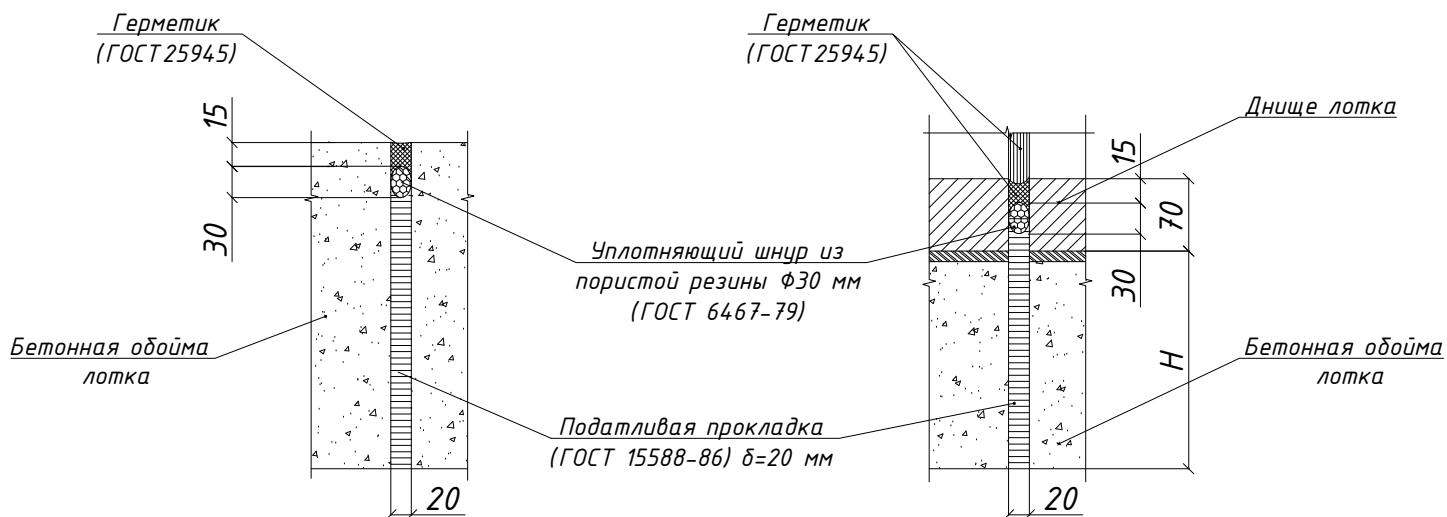 Герметик
(ГОСТ 25945)
Герметик
(ГОСТ 25945)
15
30
Днище лотка
15
70
30
Уплотняющий шнур из
пористой резины Ф30 мм
(ГОСТ 6467-79)
Бетонная обойма
лотка
Бетонная обойма
лотка
H
Податливая прокладка
(ГОСТ 15588-86) δ=20 мм
20
20